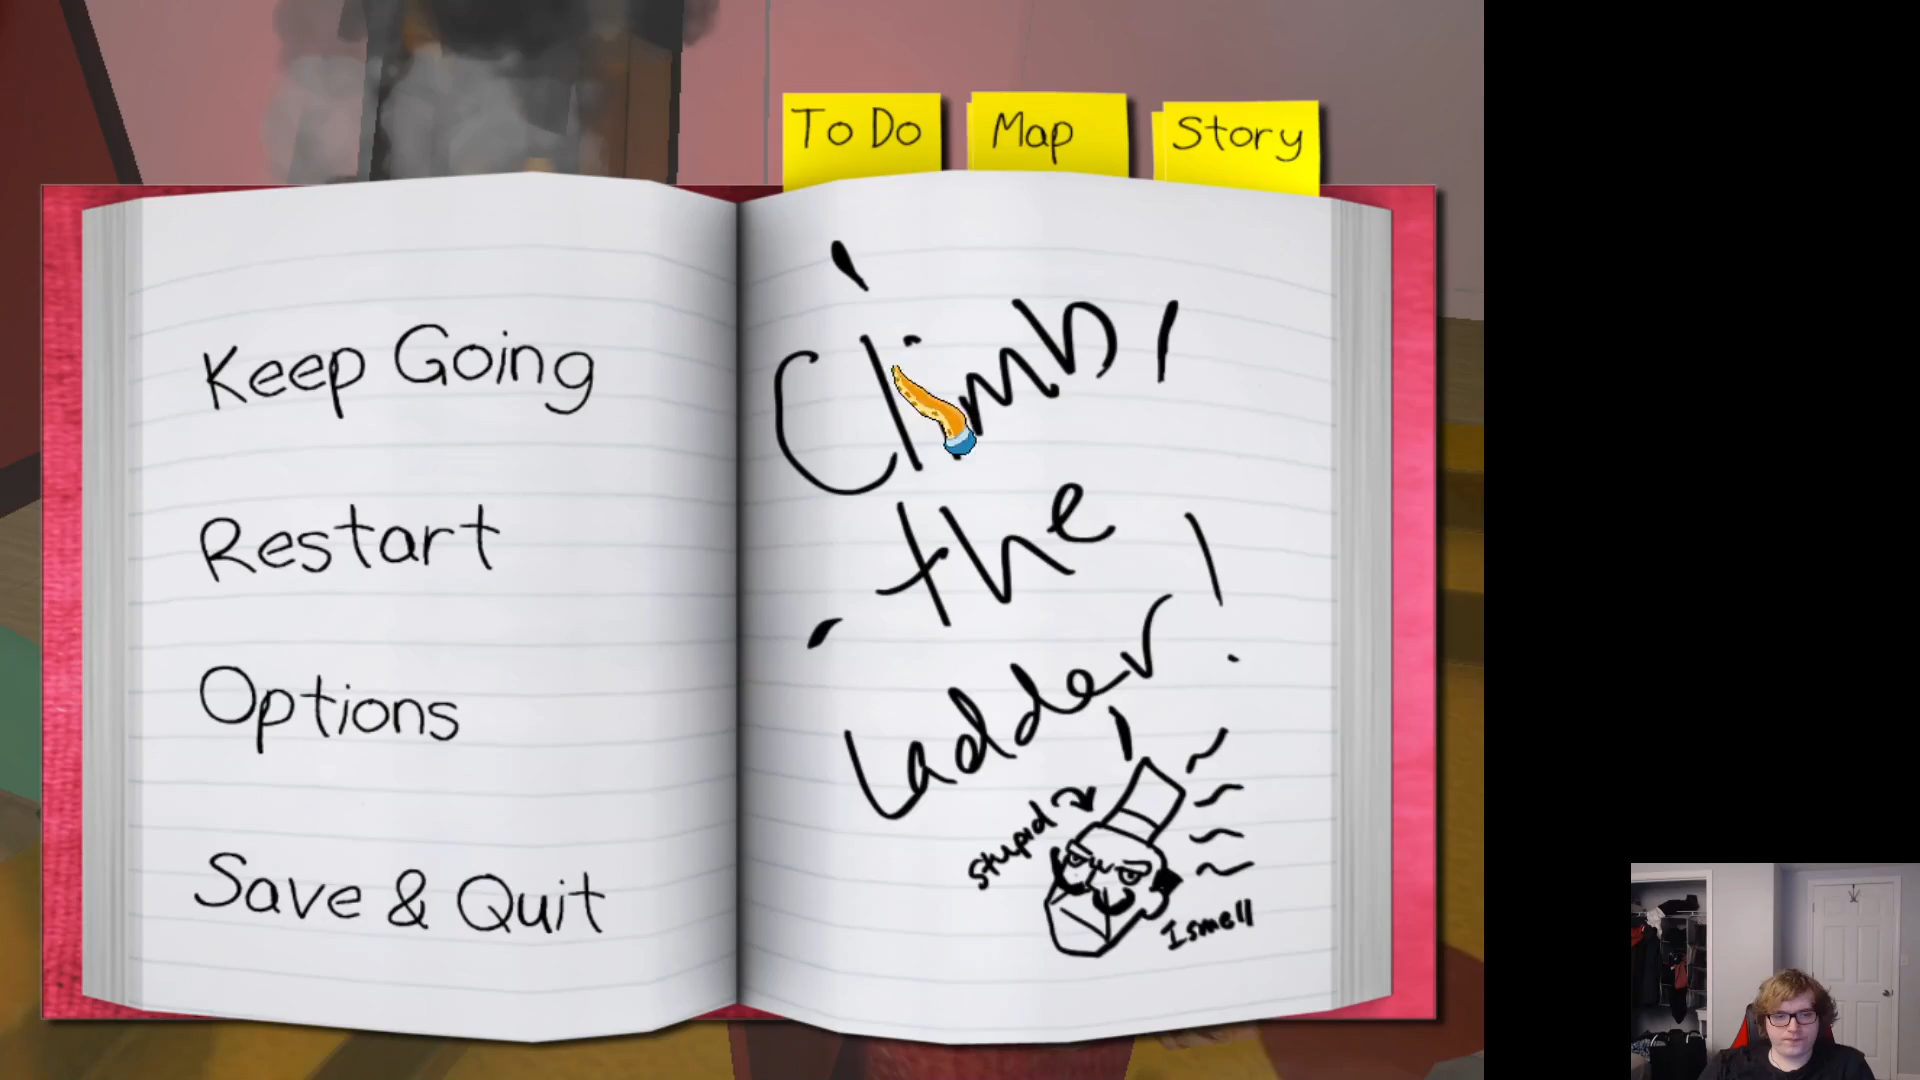 To Do
Map
Story
Keep Going
Restart
Options
Save & Quit
Climb
the
Ladder!
Stupid
I smell